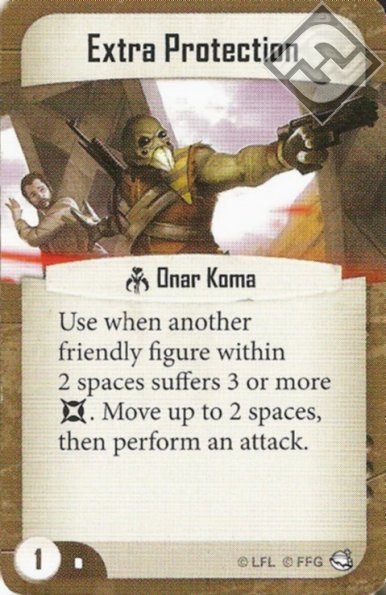 Extra Protection
Onar Koma
Use when another
friendly figure within
2 spaces suffers 3 or more
. Move up to 2 spaces,
then perform an attack.
1
© LFL © FFG